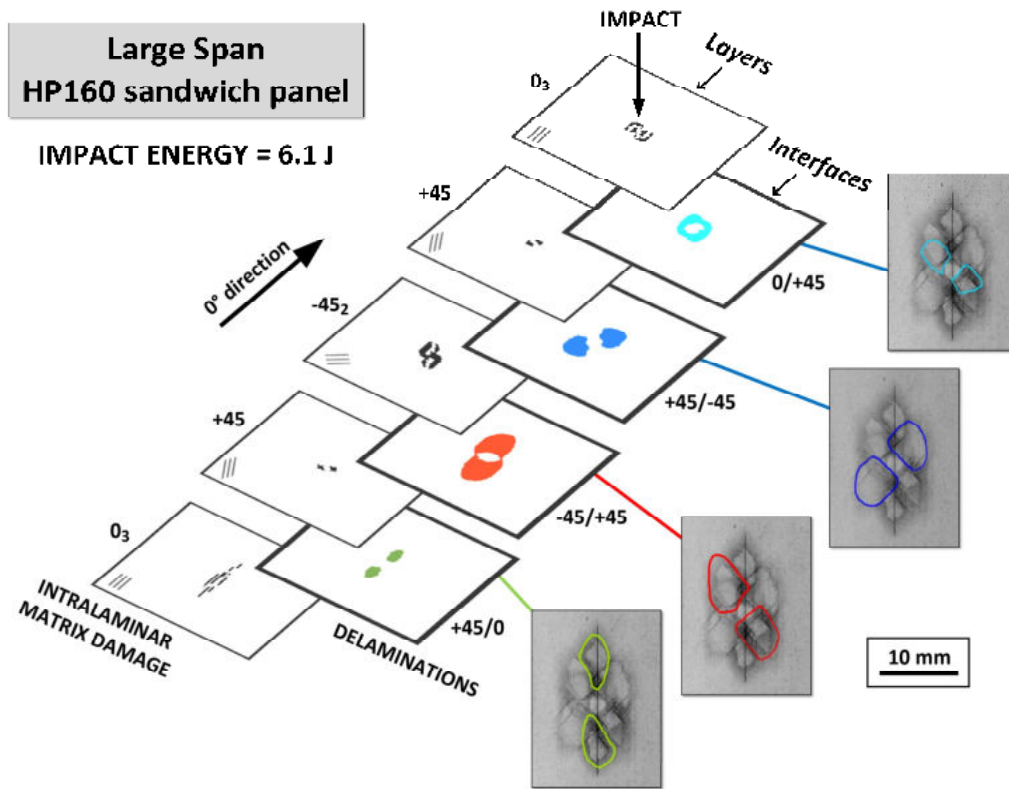 Large Span
HP160 sandwich panel
IMPACT ENERGY = 6.1 J
IMPACT
Layers
0₃
Interfaces
+45
0/+45
0° direction
-45₂
+45/-45
+45
-45/+45
0₃
+45/0
INTRALAMINAR
MATRIX DAMAGE
DELAMINATIONS
10 mm